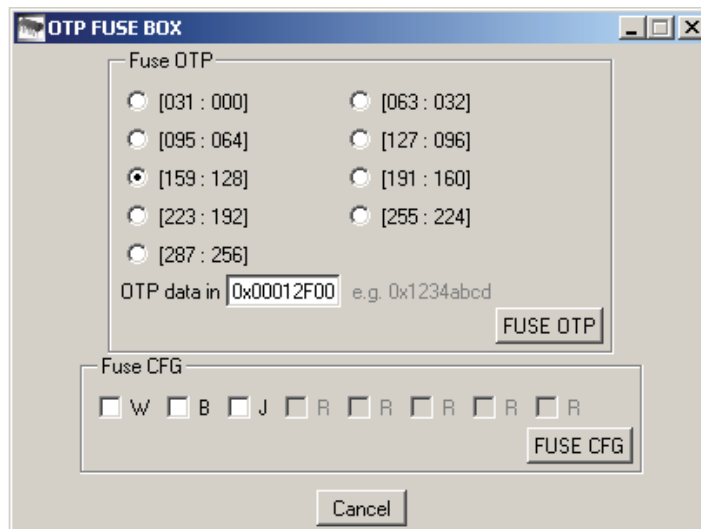 OTP FUSE BOX
Fuse OTP
[031 : 000] [063 : 032]
[095 : 064] [127 : 096]
[159 : 128] [191 : 160]
[223 : 192] [255 : 224]
[287 : 256]
OTP data in 0x00012F00 e.g. 0x1234abcd
FUSE OTP
Fuse CFG
W B J R R R R R
FUSE CFG
Cancel